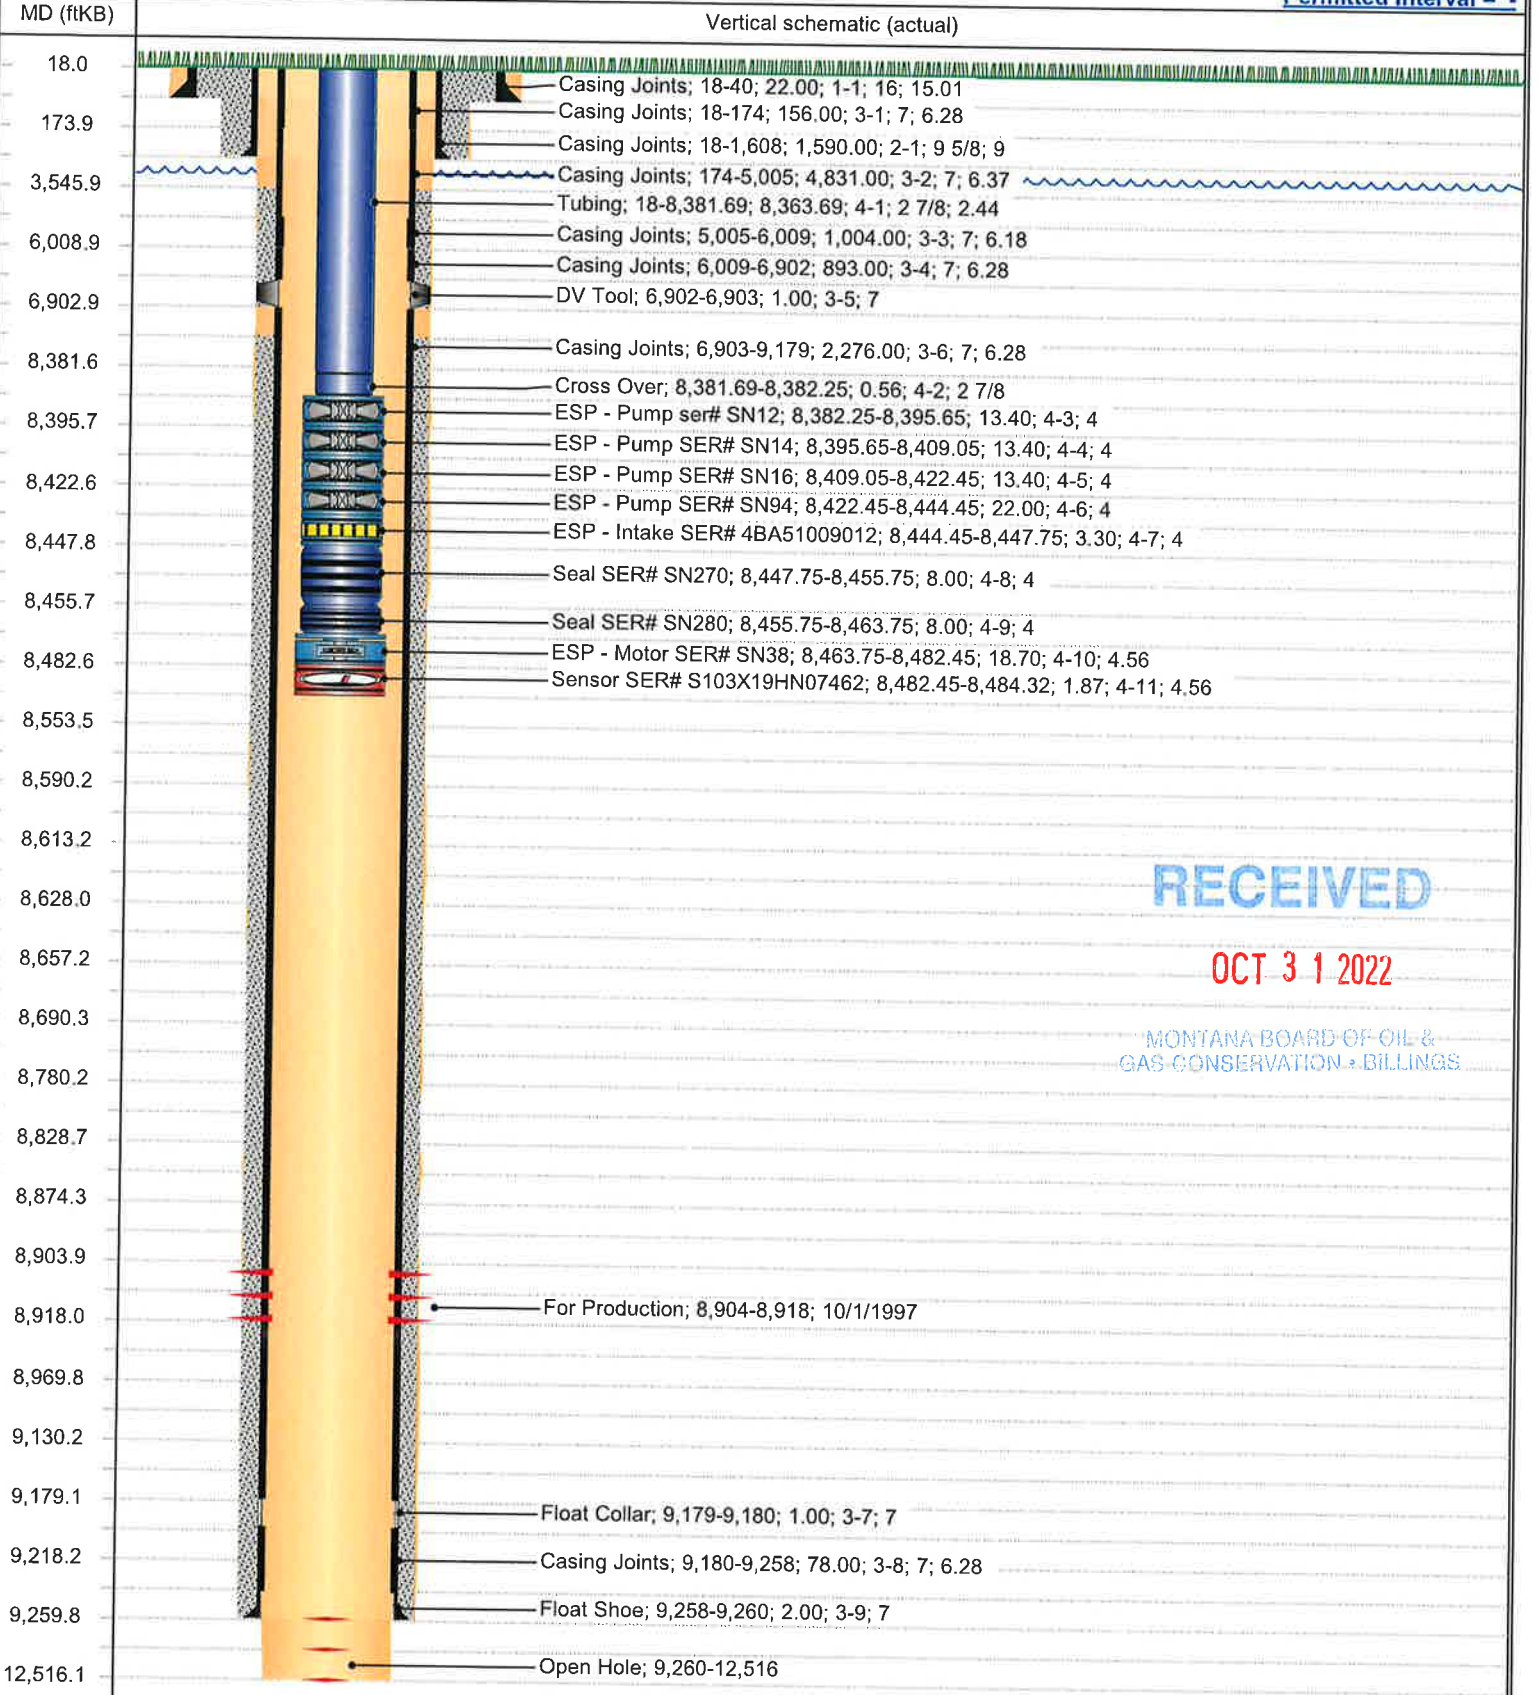 Permitted Interval =
MD (ftKB)
Vertical schematic (actual)
18.0
Casing Joints; 18-40; 22.00; 1-1; 16; 15.01
Casing Joints; 18-174; 156.00; 3-1; 7; 6.28
173.9
Casing Joints; 18-1,608; 1,590.00; 2-1; 9 5/8; 9
Casing Joints; 174-5,005; 4,831.00; 3-2; 7; 6.37
3,545.9
Tubing; 18-8,381.69; 8,363.69; 4-1; 2 7/8; 2.44
Casing Joints; 5,005-6,009; 1,004.00; 3-3; 7; 6.18
6,008.9
Casing Joints; 6,009-6,902; 893.00; 3-4; 7; 6.28
DV Tool; 6,902-6,903; 1.00; 3-5; 7
6,902.9
Casing Joints; 6,903-9,179; 2,276.00; 3-6; 7; 6.28
8,381.6
Cross Over; 8,381.69-8,382.25; 0.56; 4-2; 2 7/8
ESP - Pump ser# SN12; 8,382.25-8,395.65; 13.40; 4-3; 4
8,395.7
ESP - Pump SER# SN14; 8,395.65-8,409.05; 13.40; 4-4; 4
ESP - Pump SER# SN16; 8,409.05-8,422.45; 13.40; 4-5; 4
8,422.6
ESP - Pump SER# SN94; 8,422.45-8,444.45; 22.00; 4-6; 4
ESP - Intake SER# 4BA51009012; 8,444.45-8,447.75; 3.30; 4-7; 4
8,447.8
Seal SER# SN270; 8,447.75-8,455.75; 8.00; 4-8; 4
8,455.7
Seal SER# SN280; 8,455.75-8,463.75; 8.00; 4-9; 4
ESP - Motor SER# SN38; 8,463.75-8,482.45; 18.70; 4-10; 4.56
8,482.6
Sensor SER# S103X19HN07462; 8,482.45-8,484.32; 1.87; 4-11; 4.56
8,553.5
8,590.2
8,613.2
RECEIVED
8,628.0
8,657.2
OCT 3 1 2022
8,690.3
MONTANA BOARD OF OIL &
GAS CONSERVATION • BILLINGS
8,780.2
8,828.7
8,874.3
8,903.9
For Production; 8,904-8,918; 10/1/1997
8,918.0
8,969.8
9,130.2
9,179.1
Float Collar; 9,179-9,180; 1.00; 3-7; 7
9,218.2
Casing Joints; 9,180-9,258; 78.00; 3-8; 7; 6.28
Float Shoe; 9,258-9,260; 2.00; 3-9; 7
9,259.8
Open Hole; 9,260-12,516
12,516.1